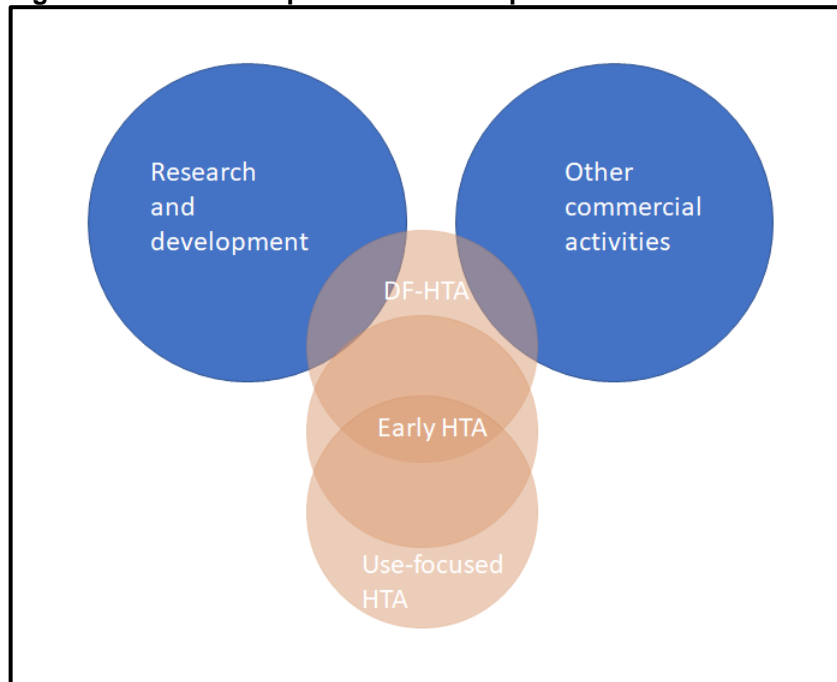 Research
and
development
Other
commercial
activities
DF-HTA
Early HTA
Use-focused
HTA